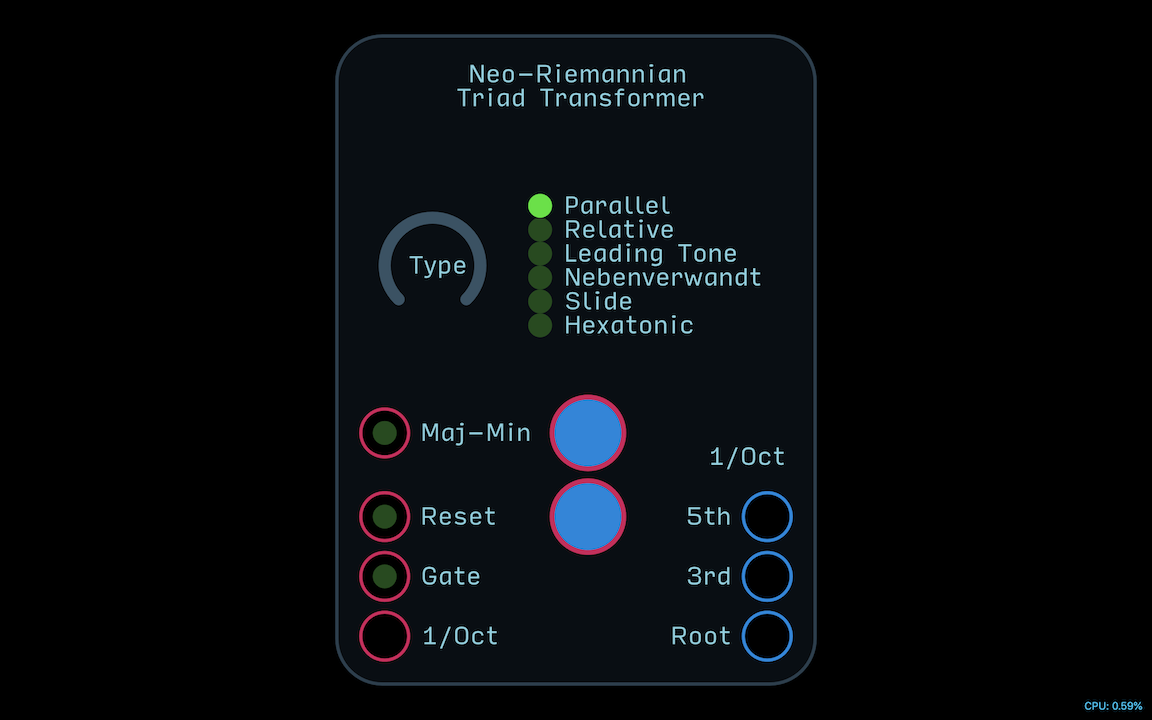 Neo-Riemannian
Triad Transformer
Type
Parallel
Relative
Leading Tone
Nebenverwandt
Slide
Hexatonic
Maj-Min
1/Oct
Reset
5th
Gate
3rd
1/Oct
Root
CPU: 0.59%